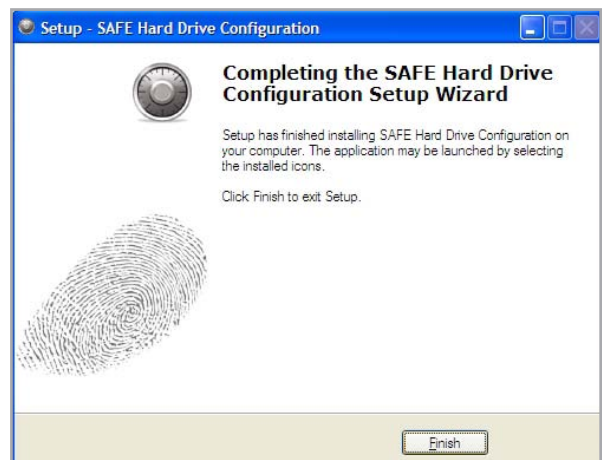 Setup - SAFE Hard Drive Configuration
Completing the SAFE Hard Drive
Configuration Setup Wizard
Setup has finished installing SAFE Hard Drive Configuration on
your computer. The application may be launched by selecting
the installed icons.
Click Finish to exit Setup.
Finish